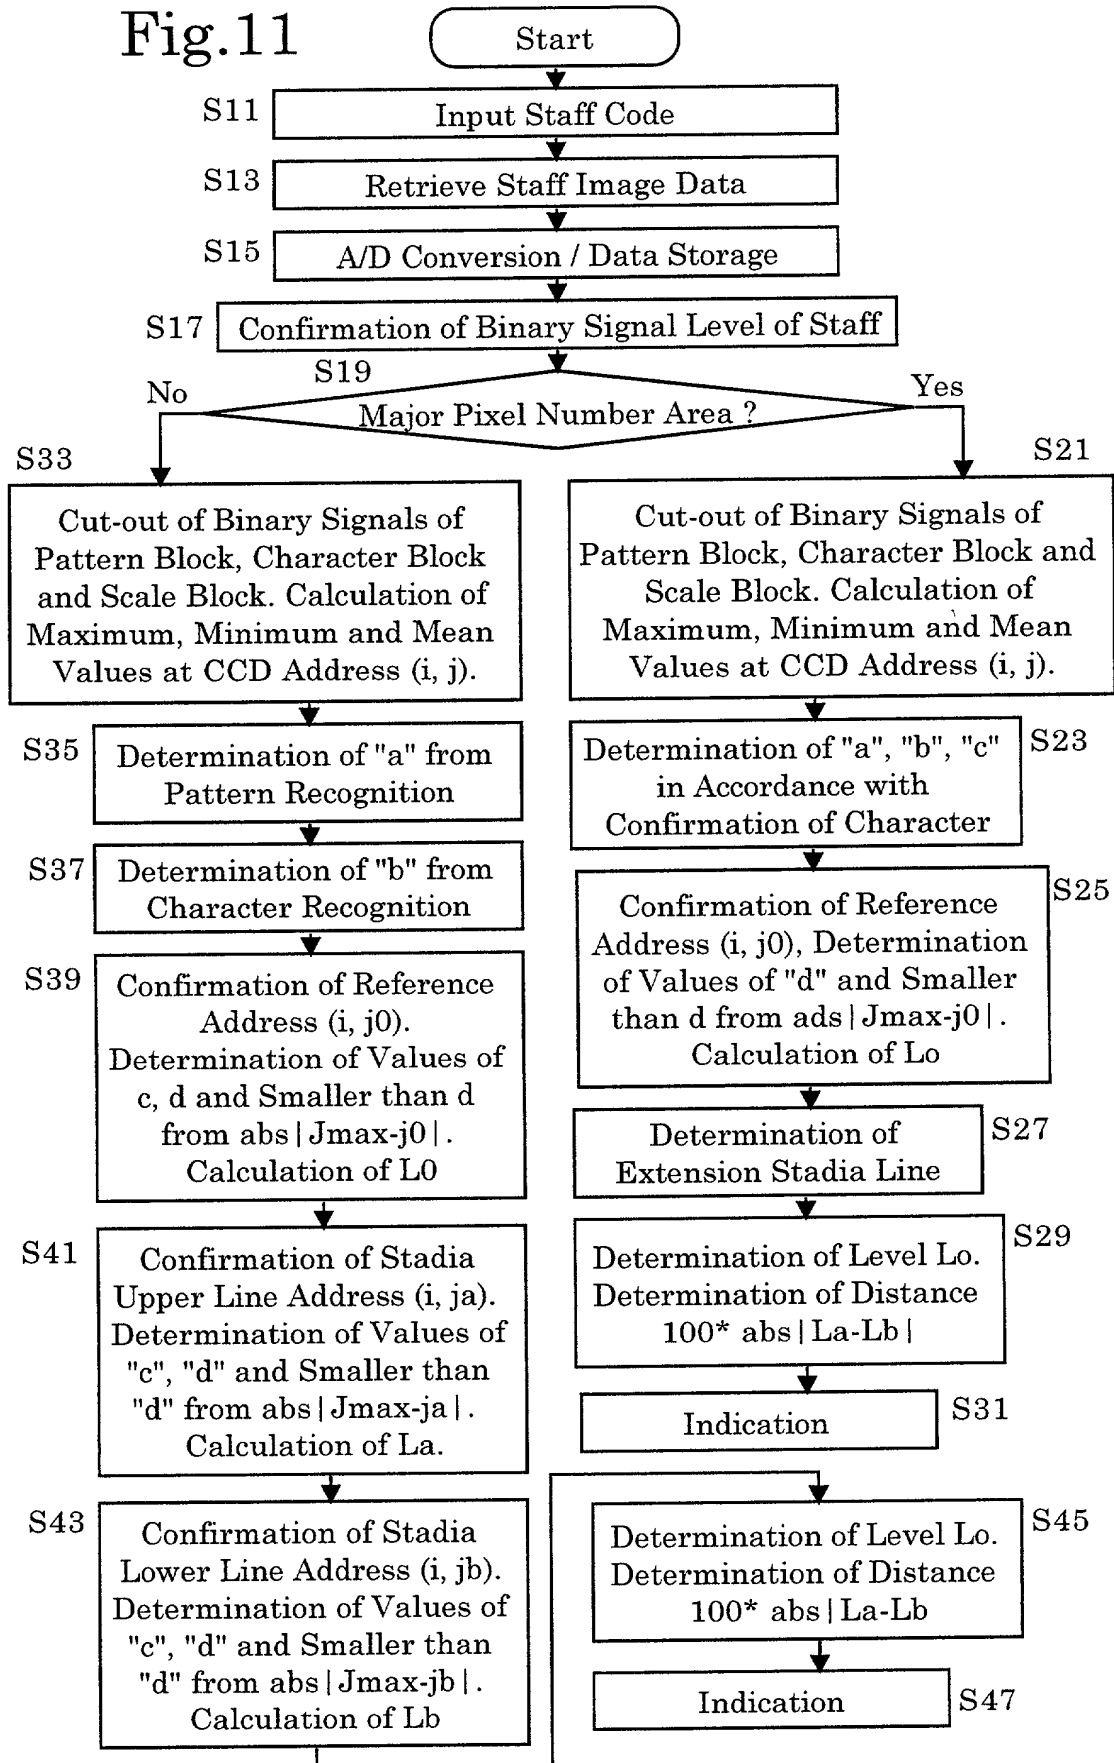 Fig.11
Start
S11
Input Staff Code
S13
Retrieve Staff Image Data
S15
A/D Conversion / Data Storage
S17
Confirmation of Binary Signal Level of Staff
S19
No
Major Pixel Number Area ?
Yes
S33
Cut-out of Binary Signals of
Pattern Block, Character Block
and Scale Block. Calculation of
Maximum, Minimum and Mean
Values at CCD Address (i, j).
S35
Determination of "a" from
Pattern Recognition
S37
Determination of "b" from
Character Recognition
S39
Confirmation of Reference
Address (i, j0).
Determination of Values of
c, d and Smaller than d
from abs|Jmax-j0|.
Calculation of L0
S41
Confirmation of Stadia
Upper Line Address (i, ja).
Determination of Values of
"c", "d" and Smaller than
"d" from abs|Jmax-ja|.
Calculation of La.
S43
Confirmation of Stadia
Lower Line Address (i, jb).
Determination of Values of
"c", "d" and Smaller than
"d" from abs|Jmax-jb|.
Calculation of Lb
S21
Cut-out of Binary Signals of
Pattern Block, Character Block and
Scale Block. Calculation of
Maximum, Minimum and Mean
Values at CCD Address (i, j).
S23
Determination of "a", "b", "c"
in Accordance with
Confirmation of Character
S25
Confirmation of Reference
Address (i, j0), Determination
of Values of "d" and Smaller
than d from ads|Jmax-j0|.
Calculation of Lo
S27
Determination of
Extension Stadia Line
S29
Determination of Level Lo.
Determination of Distance
100* abs|La-Lb|
S31
Indication
S45
Determination of Level Lo.
Determination of Distance
100* abs|La-Lb
S47
Indication